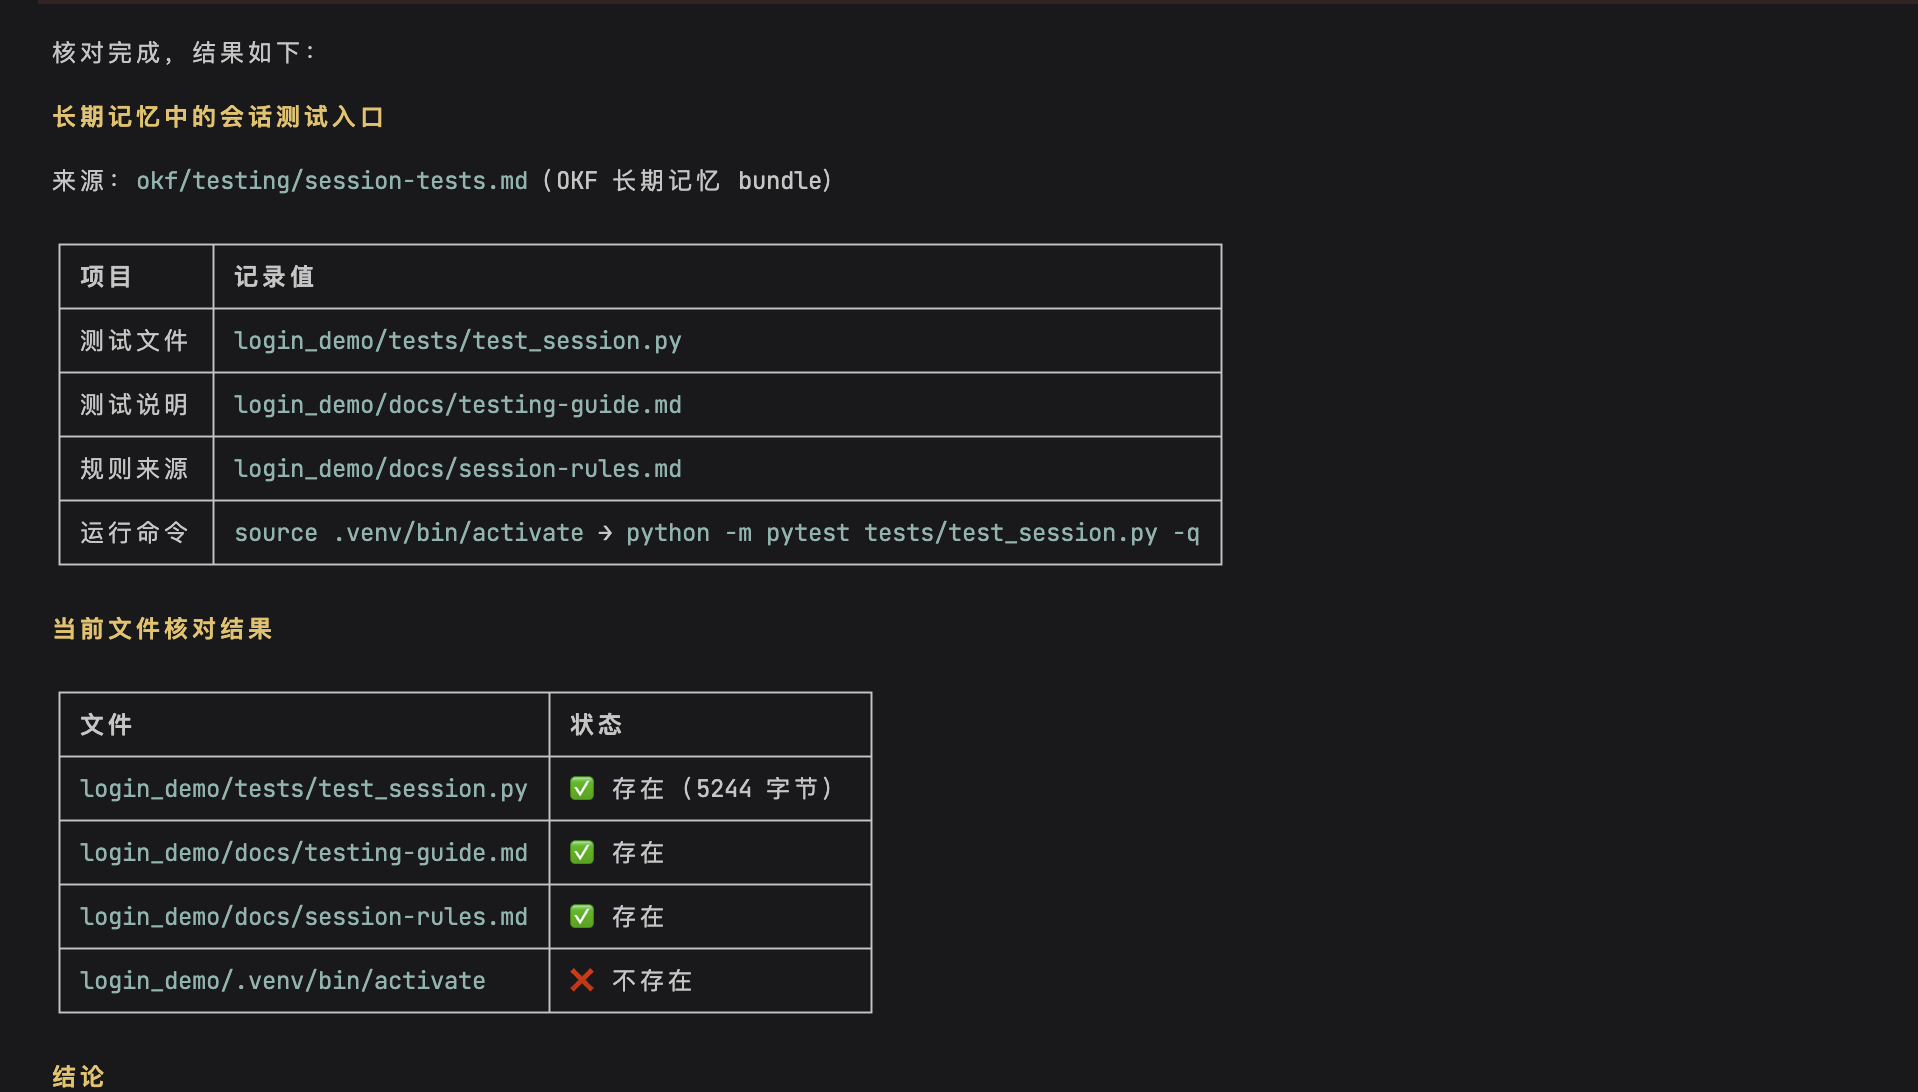 核对完成，结果如下：
长期记忆中的会话测试入口
来源：okf/testing/session-tests.md（OKF 长期记忆 bundle）
项目 记录值
测试文件 login_demo/tests/test_session.py
测试说明 login_demo/docs/testing-guide.md
规则来源 login_demo/docs/session-rules.md
运行命令 source .venv/bin/activate → python -m pytest tests/test_session.py -q
当前文件核对结果
文件 状态
login_demo/tests/test_session.py ✅ 存在（5244 字节）
login_demo/docs/testing-guide.md ✅ 存在
login_demo/docs/session-rules.md ✅ 存在
login_demo/.venv/bin/activate ❌ 不存在
结论